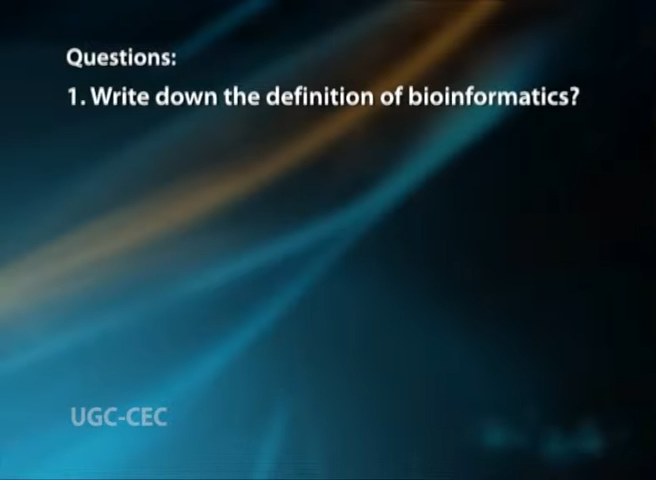 Questions:
1. Write down the definition of bioinformatics?
UGC-CEC